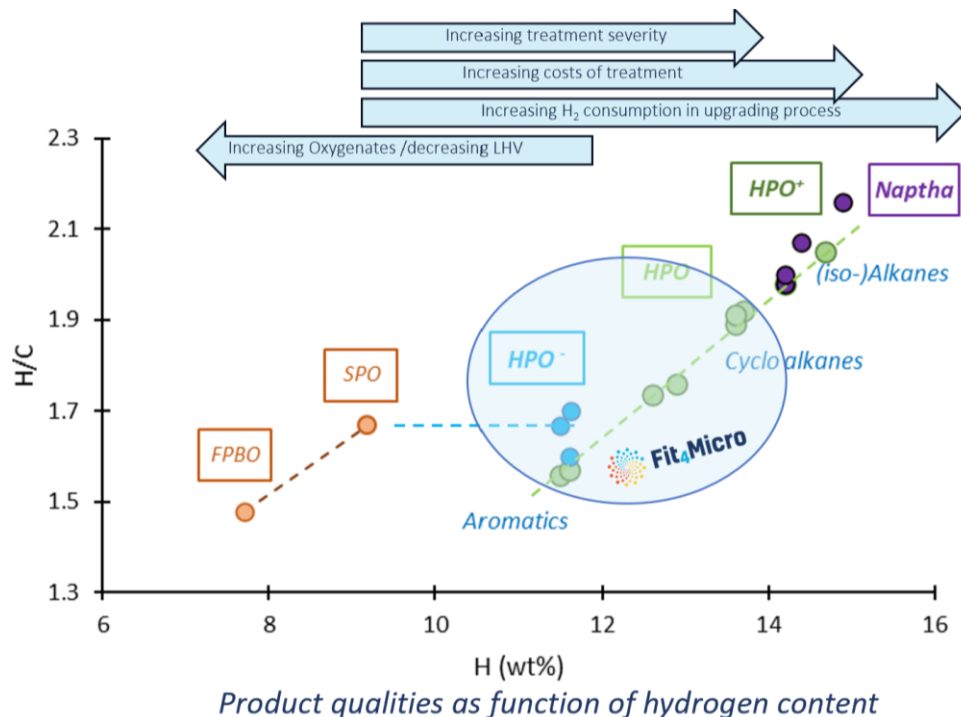 Increasing treatment severity
Increasing costs of treatment
Increasing H₂ consumption in upgrading process
Increasing Oxygenates /decreasing LHV
2.3
2.1
1.9
1.7
1.5
1.3
H/C
HPO⁺
Naptha
HPO
(iso-)Alkanes
HPO⁻
Cyclo alkanes
SPO
FPBO
Fit4Micro
Aromatics
6
8
10
12
14
16
H (wt%)
Product qualities as function of hydrogen content